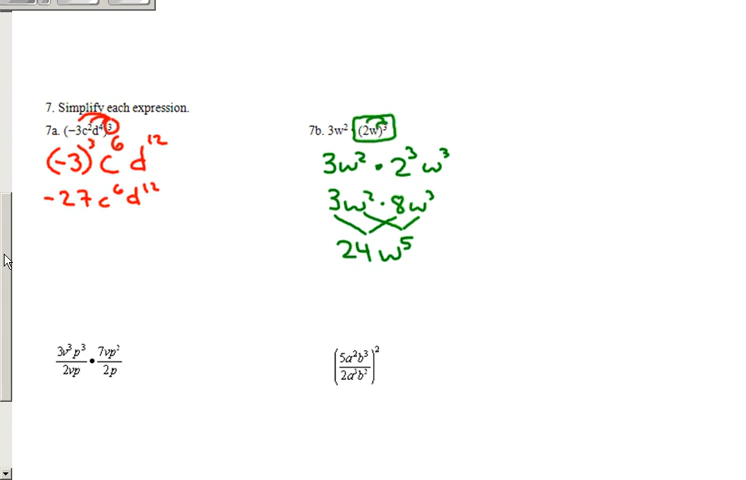 7. Simplify each expression.
7a. (−3c²d⁴)³
(-3)³ c⁶ d¹²
-27c⁶d¹²
7b. 3w² · (2w)³
3w² • 2³ w³
3w² • 8w³
24w⁵
3v³p³/2vp • 7vp²/2p
(5a²b³/2a³b²)²